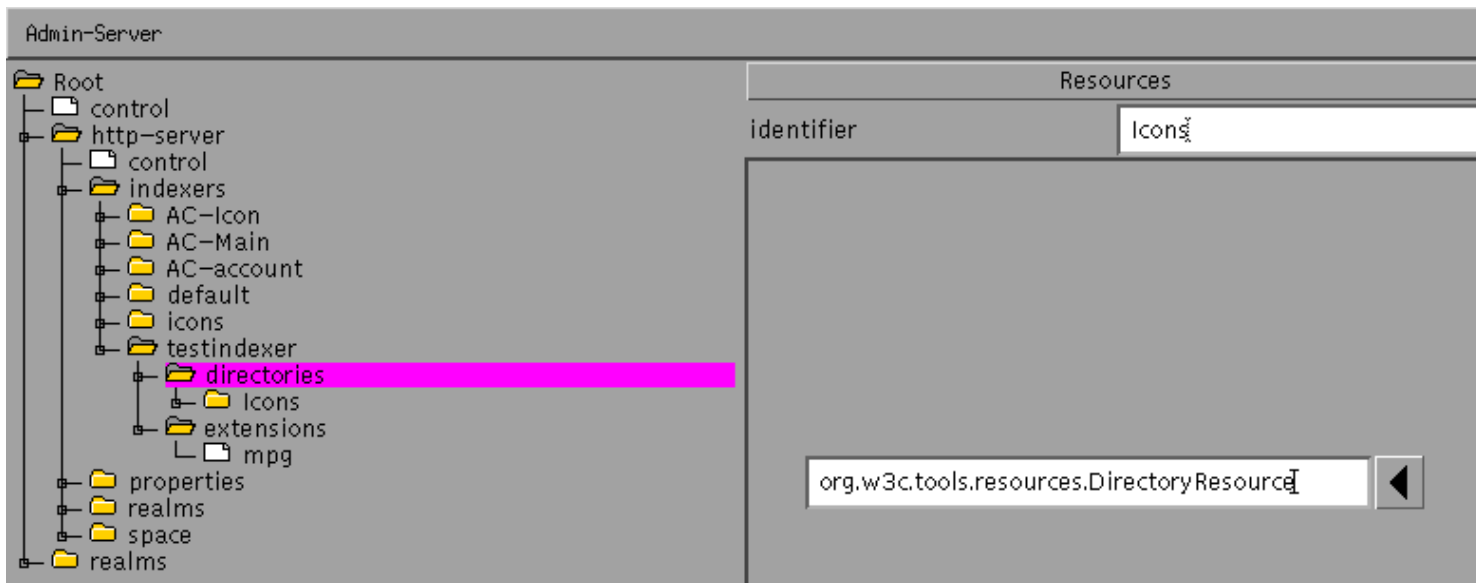 Admin-Server
Root
control
http-server
control
indexers
AC-Icon
AC-Main
AC-account
default
icons
testindexer
directories
Icons
extensions
mpg
properties
realms
space
realms
Resources
identifier Icons
org.w3c.tools.resources.DirectoryResource